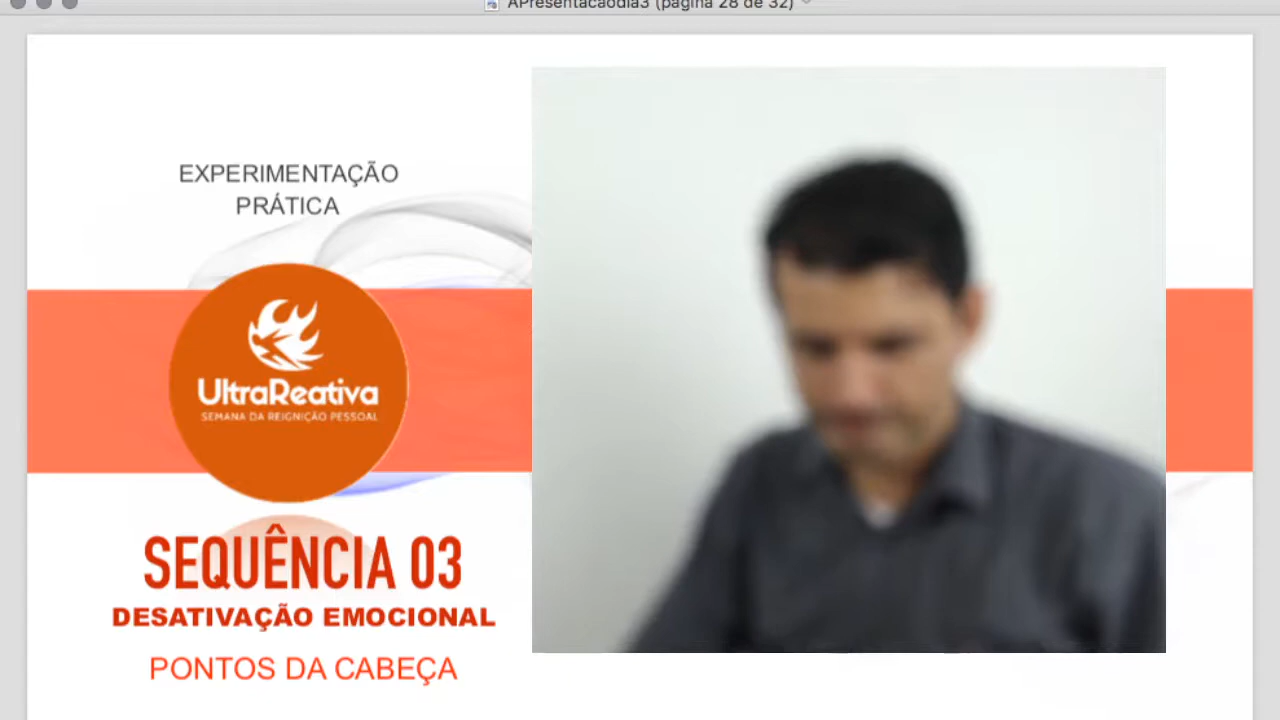 APresentacaodia3 (página 28 de 32)
EXPERIMENTAÇÃO
PRÁTICA
UltraReativa
SEMANA DA REIGNIÇÃO PESSOAL
SEQUÊNCIA 03
DESATIVAÇÃO EMOCIONAL
PONTOS DA CABEÇA